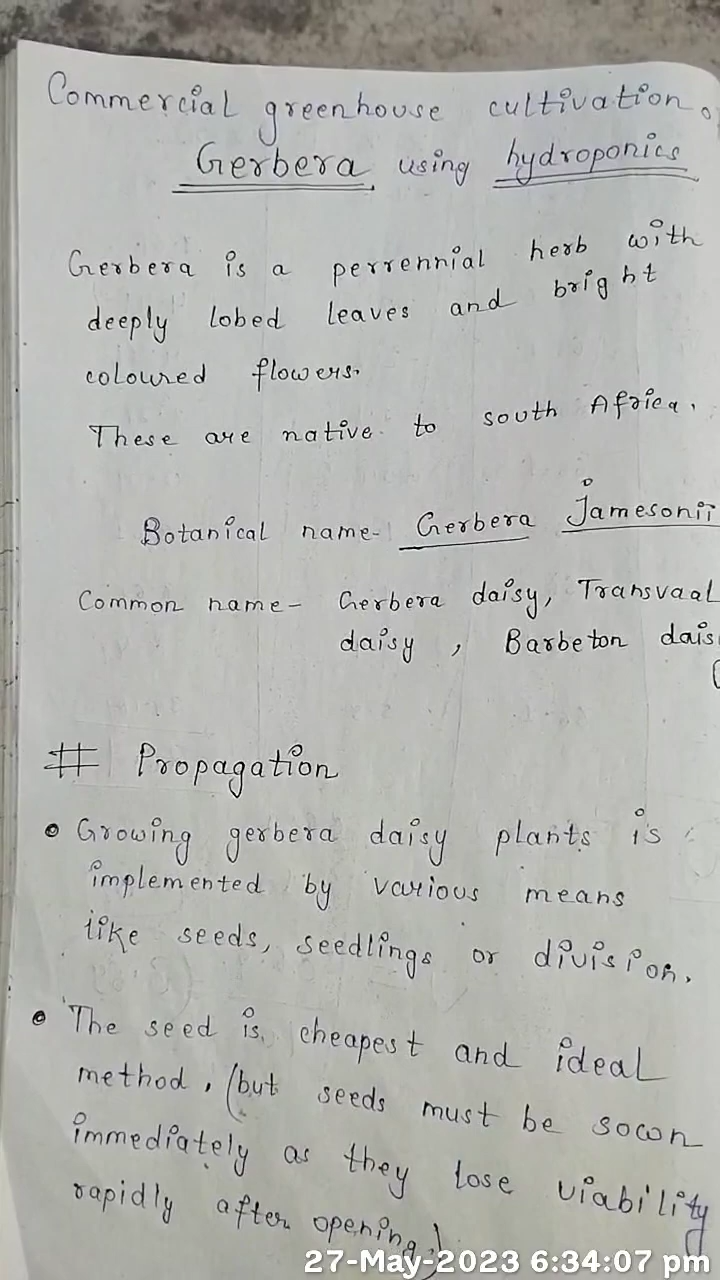 Commercial greenhouse cultivation o
Gerbera using hydroponics
Gerbera is a perrennial herb with
deeply lobed leaves and bright
coloured flowers.
These are native to south Africa.
Botanical name- Gerbera Jamesonii
Common name- Gerbera daisy, Transvaal
daisy, Barbeton dais
# Propagation
• Growing gerbera daisy plants is
implemented by various means
like seeds, seedlings or division.
• The seed is cheapest and ideal
method, (but seeds must be sown
immediately as they lose viability
rapidly after opening.)
27-May-2023 6:34:07 pm